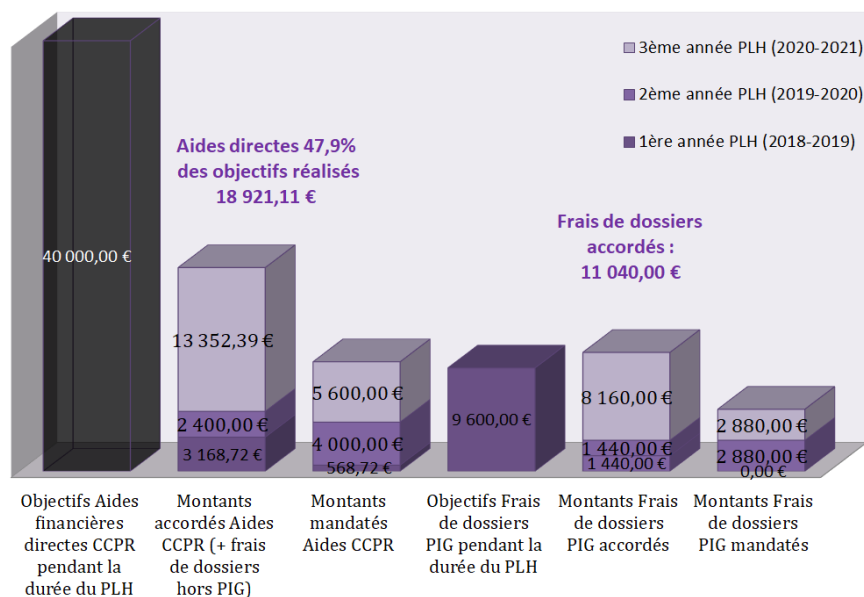 3ème année PLH (2020-2021)
2ème année PLH (2019-2020)
1ère année PLH (2018-2019)
Aides directes 47,9%
des objectifs réalisés
18 921,11 €
Frais de dossiers
accordés :
11 040,00 €
40 000,00 €
13 352,39 €
2 400,00 €
3 168,72 €
5 600,00 €
4 000,00 €
568,72 €
9 600,00 €
8 160,00 €
1 440,00 €
1 440,00 €
2 880,00 €
2 880,00 €
0,00 €
Objectifs Aides
financières
directes CCPR
pendant la
durée du PLH
Montants
accordés Aides
CCPR (+ frais
de dossiers
hors PIG)
Montants
mandatés
Aides CCPR
Objectifs Frais
de dossiers
PIG pendant la
durée du PLH
Montants Frais
de dossiers
PIG accordés
Montants Frais
de dossiers
PIG mandatés